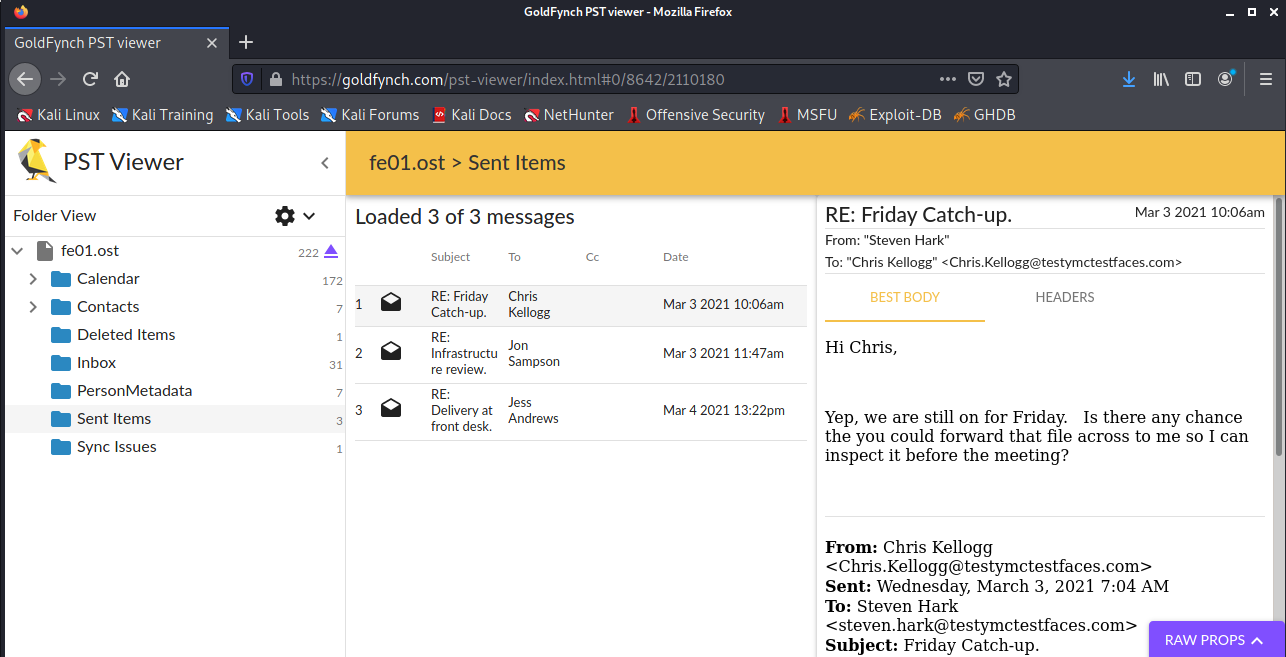 GoldFynch PST viewer - Mozilla Firefox
GoldFynch PST viewer
https://goldfynch.com/pst-viewer/index.html#0/8642/2110180
Kali Linux Kali Training Kali Tools Kali Forums Kali Docs NetHunter Offensive Security MSFU Exploit-DB GHDB
PST Viewer
fe01.ost > Sent Items
Folder View
fe01.ost 222
Calendar 172
Contacts 7
Deleted Items 1
Inbox 31
PersonMetadata 7
Sent Items 3
Sync Issues 1
Loaded 3 of 3 messages
Subject To Cc Date
1 RE: Friday Chris Mar 3 2021 10:06am
Catch-up. Kellogg
2 RE: Jon Mar 3 2021 11:47am
Infrastructu Sampson
re review.
3 RE: Jess Mar 4 2021 13:22pm
Delivery at Andrews
front desk.
RE: Friday Catch-up. Mar 3 2021 10:06am
From: "Steven Hark"
To: "Chris Kellogg" <Chris.Kellogg@testymctestfaces.com>
BEST BODY HEADERS
Hi Chris,
Yep, we are still on for Friday. Is there any chance
the you could forward that file across to me so I can
inspect it before the meeting?
From: Chris Kellogg
<Chris.Kellogg@testymctestfaces.com>
Sent: Wednesday, March 3, 2021 7:04 AM
To: Steven Hark
<steven.hark@testymctestfaces.com>
Subject: Friday Catch-up.
RAW PROPS